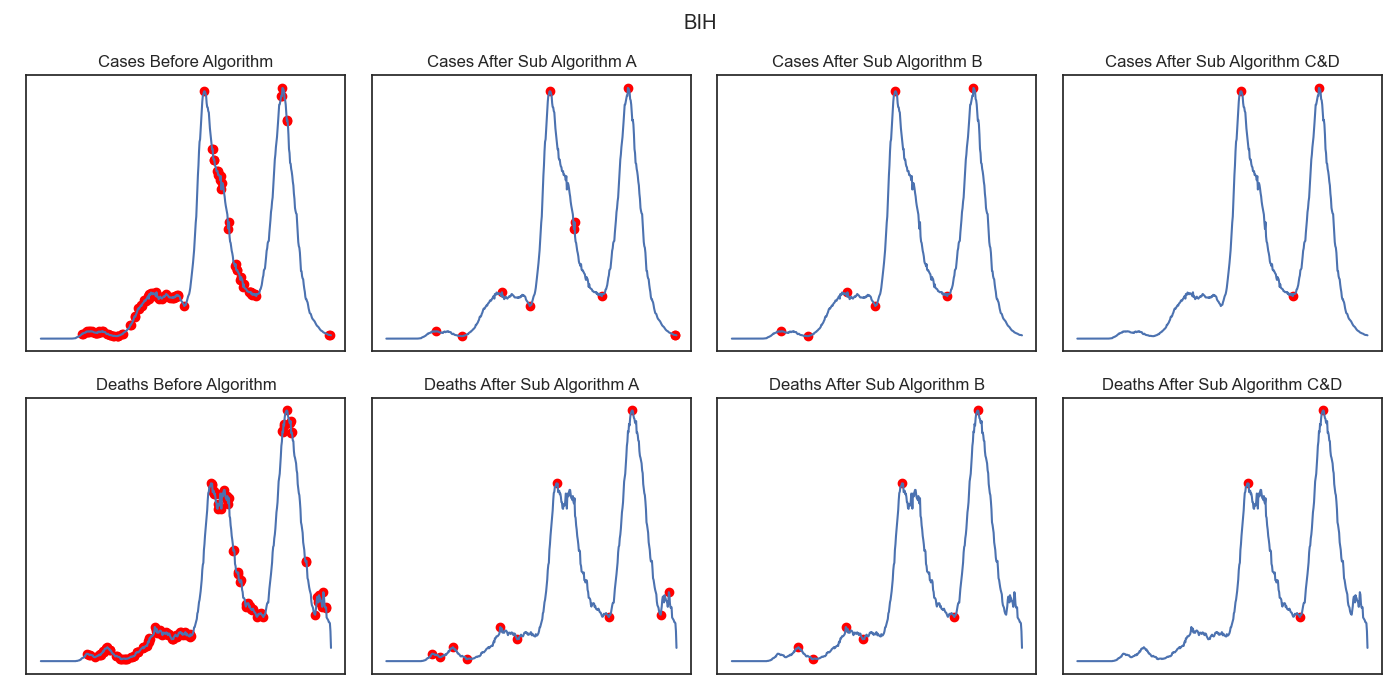 BIH
Cases Before Algorithm
Cases After Sub Algorithm A
Cases After Sub Algorithm B
Cases After Sub Algorithm C&D
Deaths Before Algorithm
Deaths After Sub Algorithm A
Deaths After Sub Algorithm B
Deaths After Sub Algorithm C&D